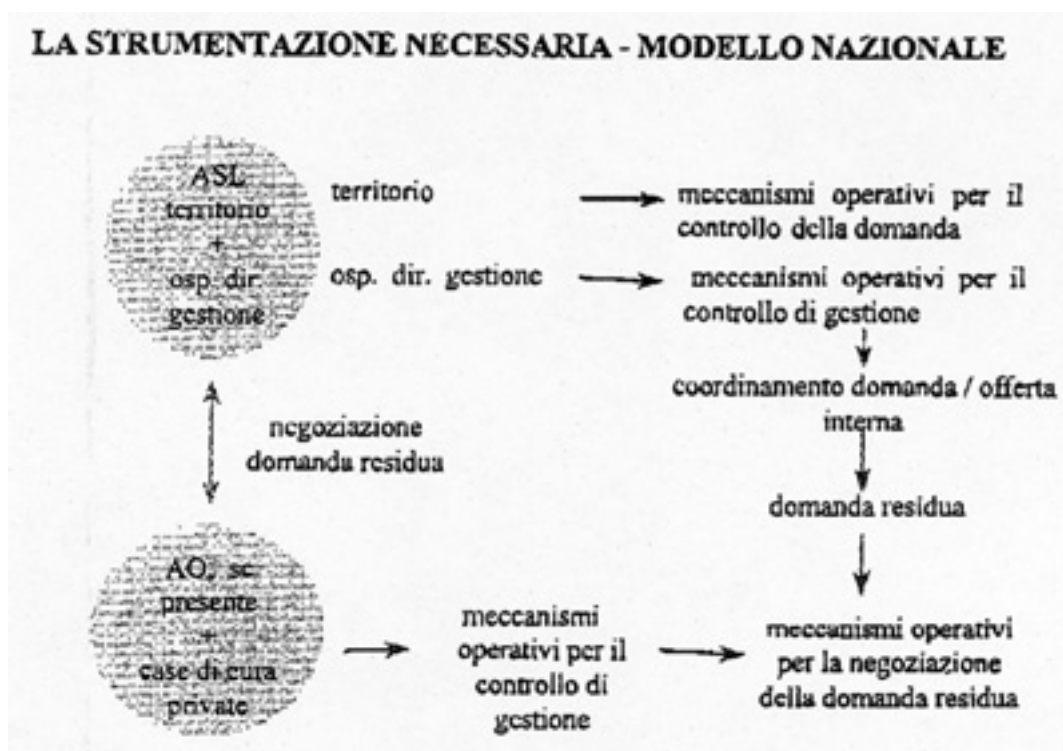 LA STRUMENTAZIONE NECESSARIA - MODELLO NAZIONALE
ASL
territorio
+
osp. dir.
gestione
territorio
meccanismi operativi per il
controllo della domanda
osp. dir. gestione
meccanismi operativi per il
controllo di gestione
coordinamento domanda / offerta
interna
negoziazione
domanda residua
domanda residua
AO, se
presente
+
case di cura
private
meccanismi
operativi per il
controllo di
gestione
meccanismi operativi
per la negoziazione
della domanda residua